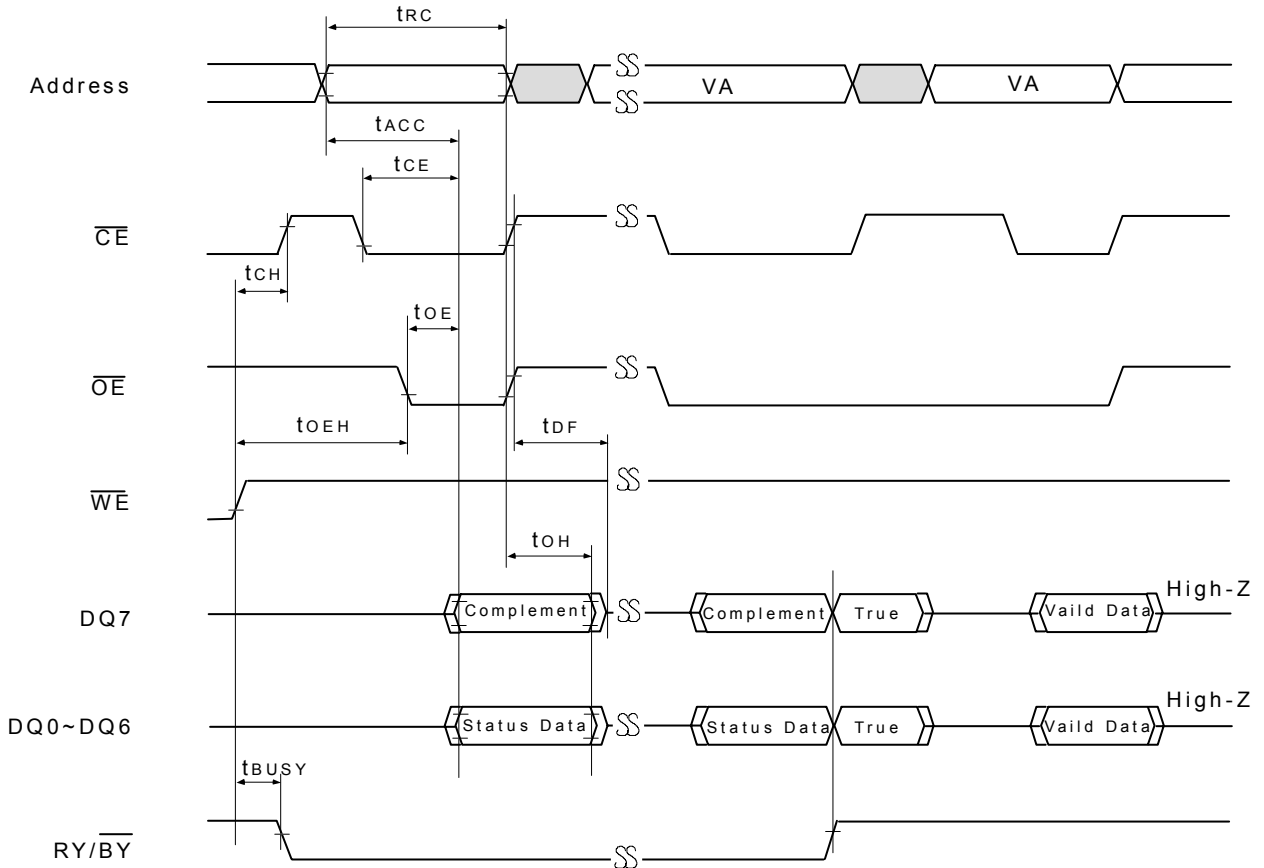 tRC
Address
VA
VA
tACC
tCE
CE
tCH
tOE
OE
tOEH
tDF
WE
tOH
DQ7
Complement
Complement
True
Vaild Data
High-Z
DQ0~DQ6
Status Data
Status Data
True
Vaild Data
High-Z
tBUSY
RY/BY